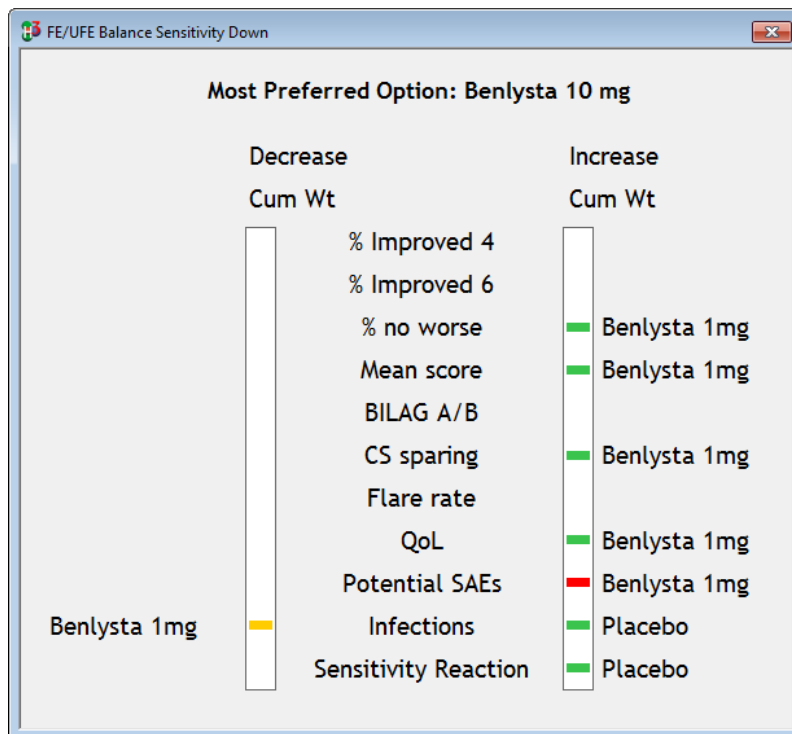 FE/UFE Balance Sensitivity Down
Most Preferred Option: Benlysta 10 mg
Decrease Increase
Cum Wt Cum Wt
% Improved 4
% Improved 6
% no worse Benlysta 1mg
Mean score Benlysta 1mg
BILAG A/B
CS sparing Benlysta 1mg
Flare rate
QoL Benlysta 1mg
Potential SAEs Benlysta 1mg
Benlysta 1mg Infections Placebo
Sensitivity Reaction Placebo